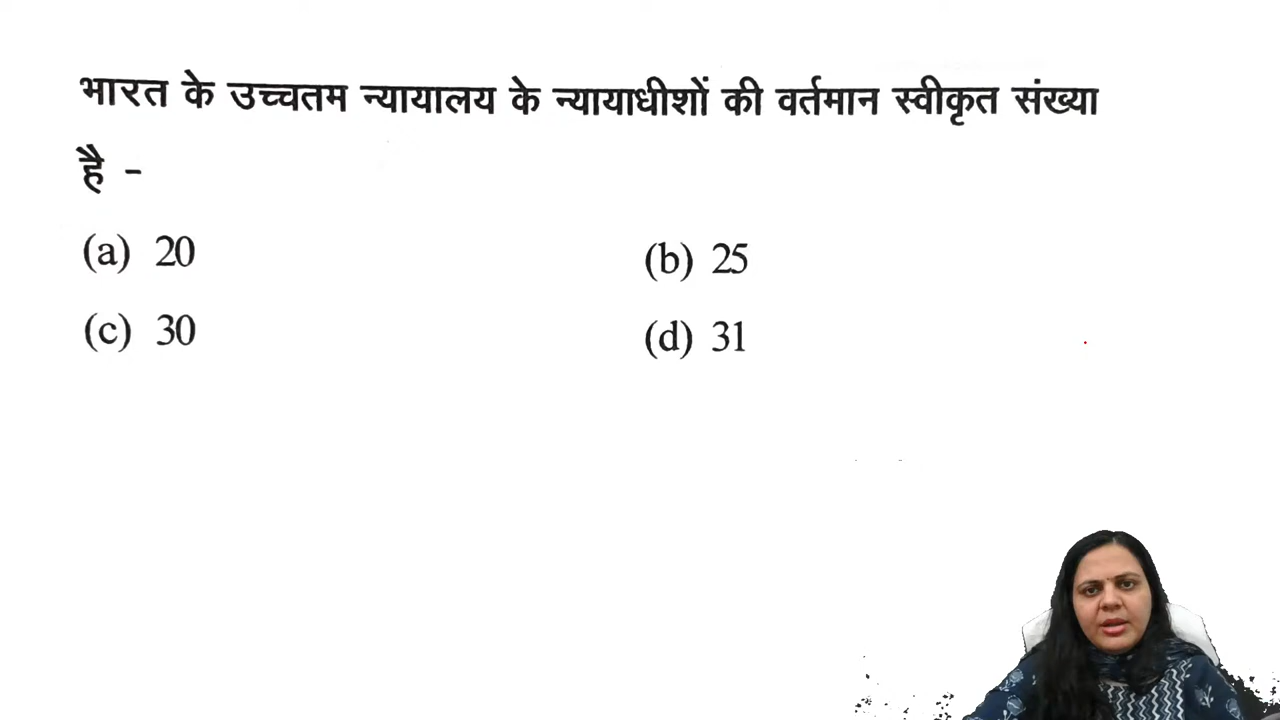 भारत के उच्चतम न्यायालय के न्यायाधीशों की वर्तमान स्वीकृत संख्या
है -
(a) 20 (b) 25
(c) 30 (d) 31